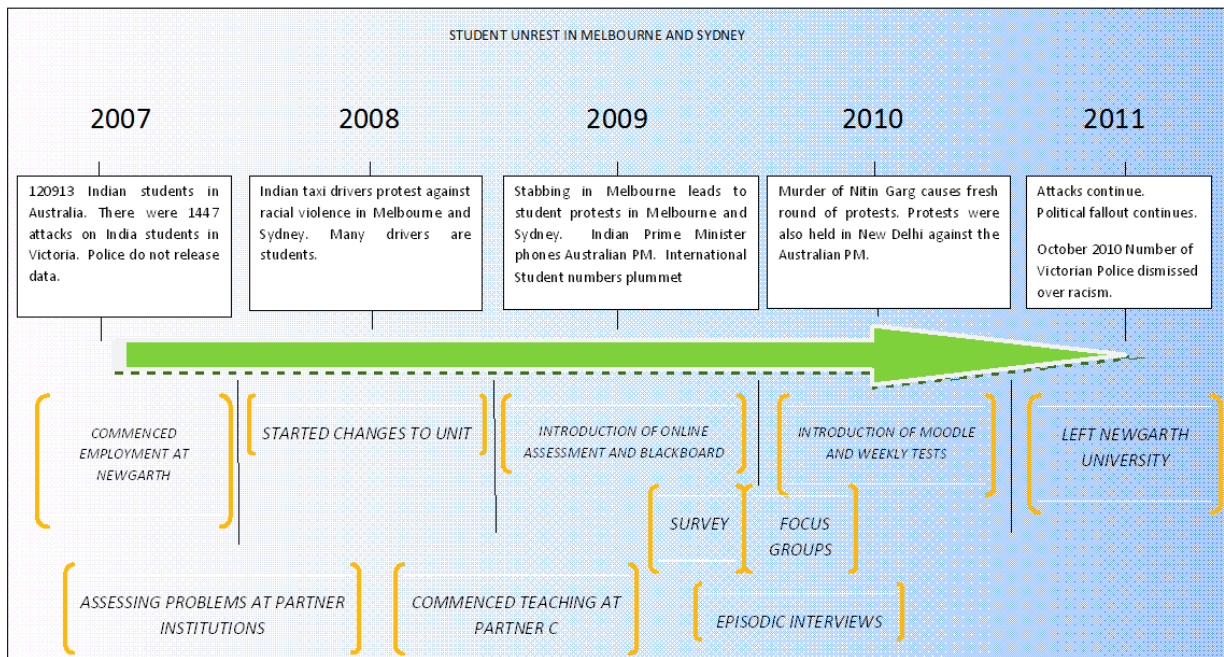 STUDENT UNREST IN MELBOURNE AND SYDNEY
2007
2008
2009
2010
2011
120913 Indian students in
Australia. There were 1447
attacks on India students in
Victoria. Police do not release
data.
Indian taxi drivers protest against
racial violence in Melbourne and
Sydney. Many drivers are
students.
Stabbing in Melbourne leads to
student protests in Melbourne and
Sydney. Indian Prime Minister
phones Australian PM. International
Student numbers plummet
Murder of Nitin Garg causes fresh
round of protests. Protests were
also held in New Delhi against the
Australian PM.
Attacks continue.
Political fallout continues.
October 2010 Number of
Victorian Police dismissed
over racism.
COMMENCED
EMPLOYMENT AT
NEWGARTH
STARTED CHANGES TO UNIT
INTRODUCTION OF ONLINE
ASSESSMENT AND BLACKBOARD
INTRODUCTION OF MOODLE
AND WEEKLY TESTS
LEFT NEWGARTH
UNIVERSITY
SURVEY
FOCUS
GROUPS
ASSESSING PROBLEMS AT PARTNER
INSTITUTIONS
COMMENCED TEACHING AT
PARTNER C
EPISODIC INTERVIEWS